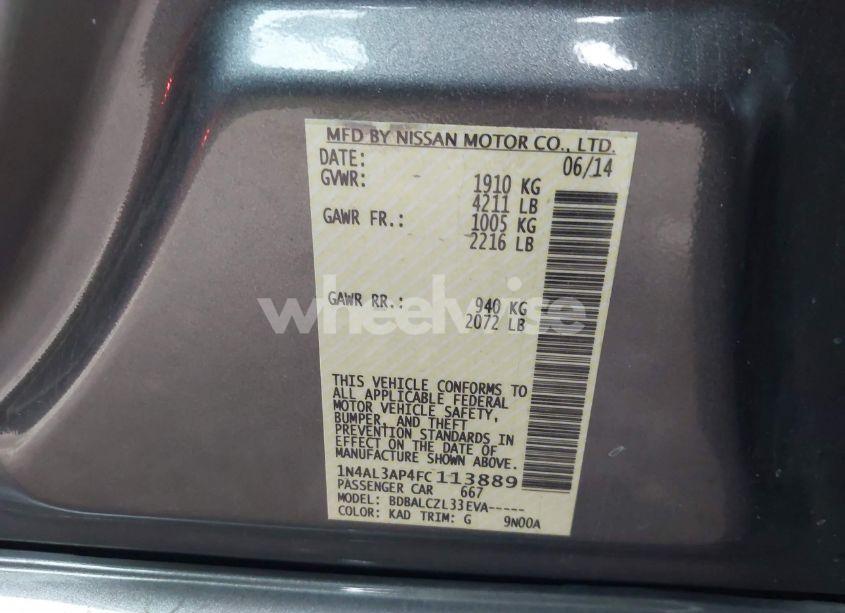 MFD BY NISSAN MOTOR CO., LTD.
DATE: 06/14
GVWR: 1910 KG
4211 LB
GAWR FR.: 1005 KG
2216 LB
GAWR RR.: 940 KG
2072 LB
wheelwise
THIS VEHICLE CONFORMS TO
ALL APPLICABLE FEDERAL
MOTOR VEHICLE SAFETY,
BUMPER, AND THEFT
PREVENTION STANDARDS IN
EFFECT ON THE DATE OF
MANUFACTURE SHOWN ABOVE.
1N4AL3AP4FC113889
PASSENGER CAR 667
MODEL: BDBALCZL33EVA-----
COLOR: KAD TRIM: G 9N00A